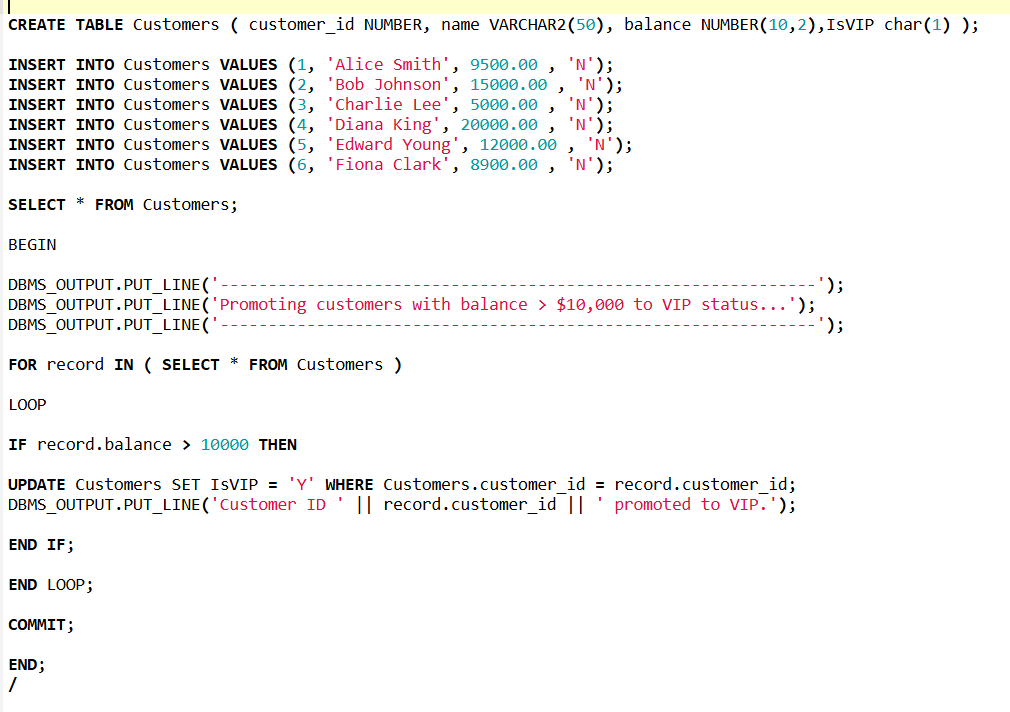 CREATE TABLE Customers ( customer_id NUMBER, name VARCHAR2(50), balance NUMBER(10,2),IsVIP char(1) );
INSERT INTO Customers VALUES (1, 'Alice Smith', 9500.00 , 'N');
INSERT INTO Customers VALUES (2, 'Bob Johnson', 15000.00 , 'N');
INSERT INTO Customers VALUES (3, 'Charlie Lee', 5000.00 , 'N');
INSERT INTO Customers VALUES (4, 'Diana King', 20000.00 , 'N');
INSERT INTO Customers VALUES (5, 'Edward Young', 12000.00 , 'N');
INSERT INTO Customers VALUES (6, 'Fiona Clark', 8900.00 , 'N');
SELECT * FROM Customers;
BEGIN
DBMS_OUTPUT.PUT_LINE('--------------------------------------------------------------');
DBMS_OUTPUT.PUT_LINE('Promoting customers with balance > $10,000 to VIP status...');
DBMS_OUTPUT.PUT_LINE('--------------------------------------------------------------');
FOR record IN ( SELECT * FROM Customers )
LOOP
IF record.balance > 10000 THEN
UPDATE Customers SET IsVIP = 'Y' WHERE Customers.customer_id = record.customer_id;
DBMS_OUTPUT.PUT_LINE('Customer ID ' || record.customer_id || ' promoted to VIP.');
END IF;
END LOOP;
COMMIT;
END;
/